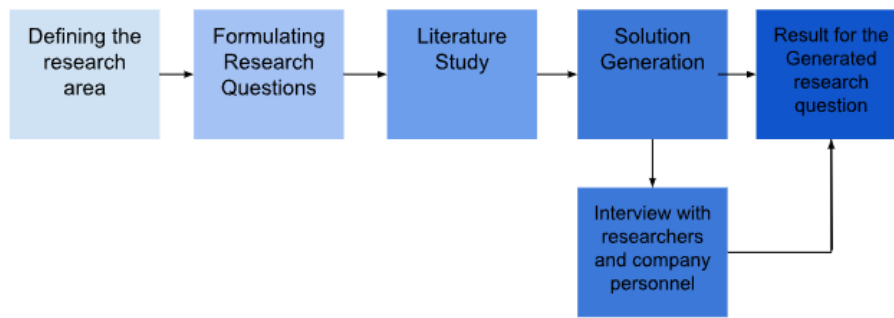 Defining the
research
area
Formulating
Research
Questions
Literature
Study
Solution
Generation
Result for the
Generated
research
question
Interview with
researchers
and company
personnel